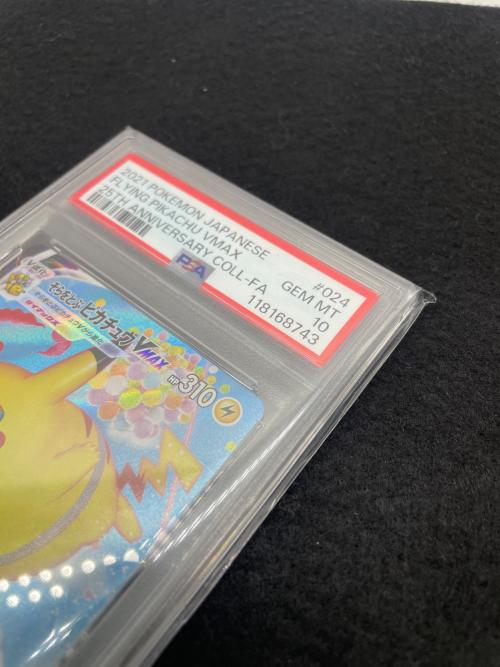 2021 POKEMON JAPANESE #024
FLYING PIKACHU VMAX GEM MT
25TH ANNIVERSARY COLL-FA 10
PSA 118168743
そらをとぶピカチュウVMAX
HP310